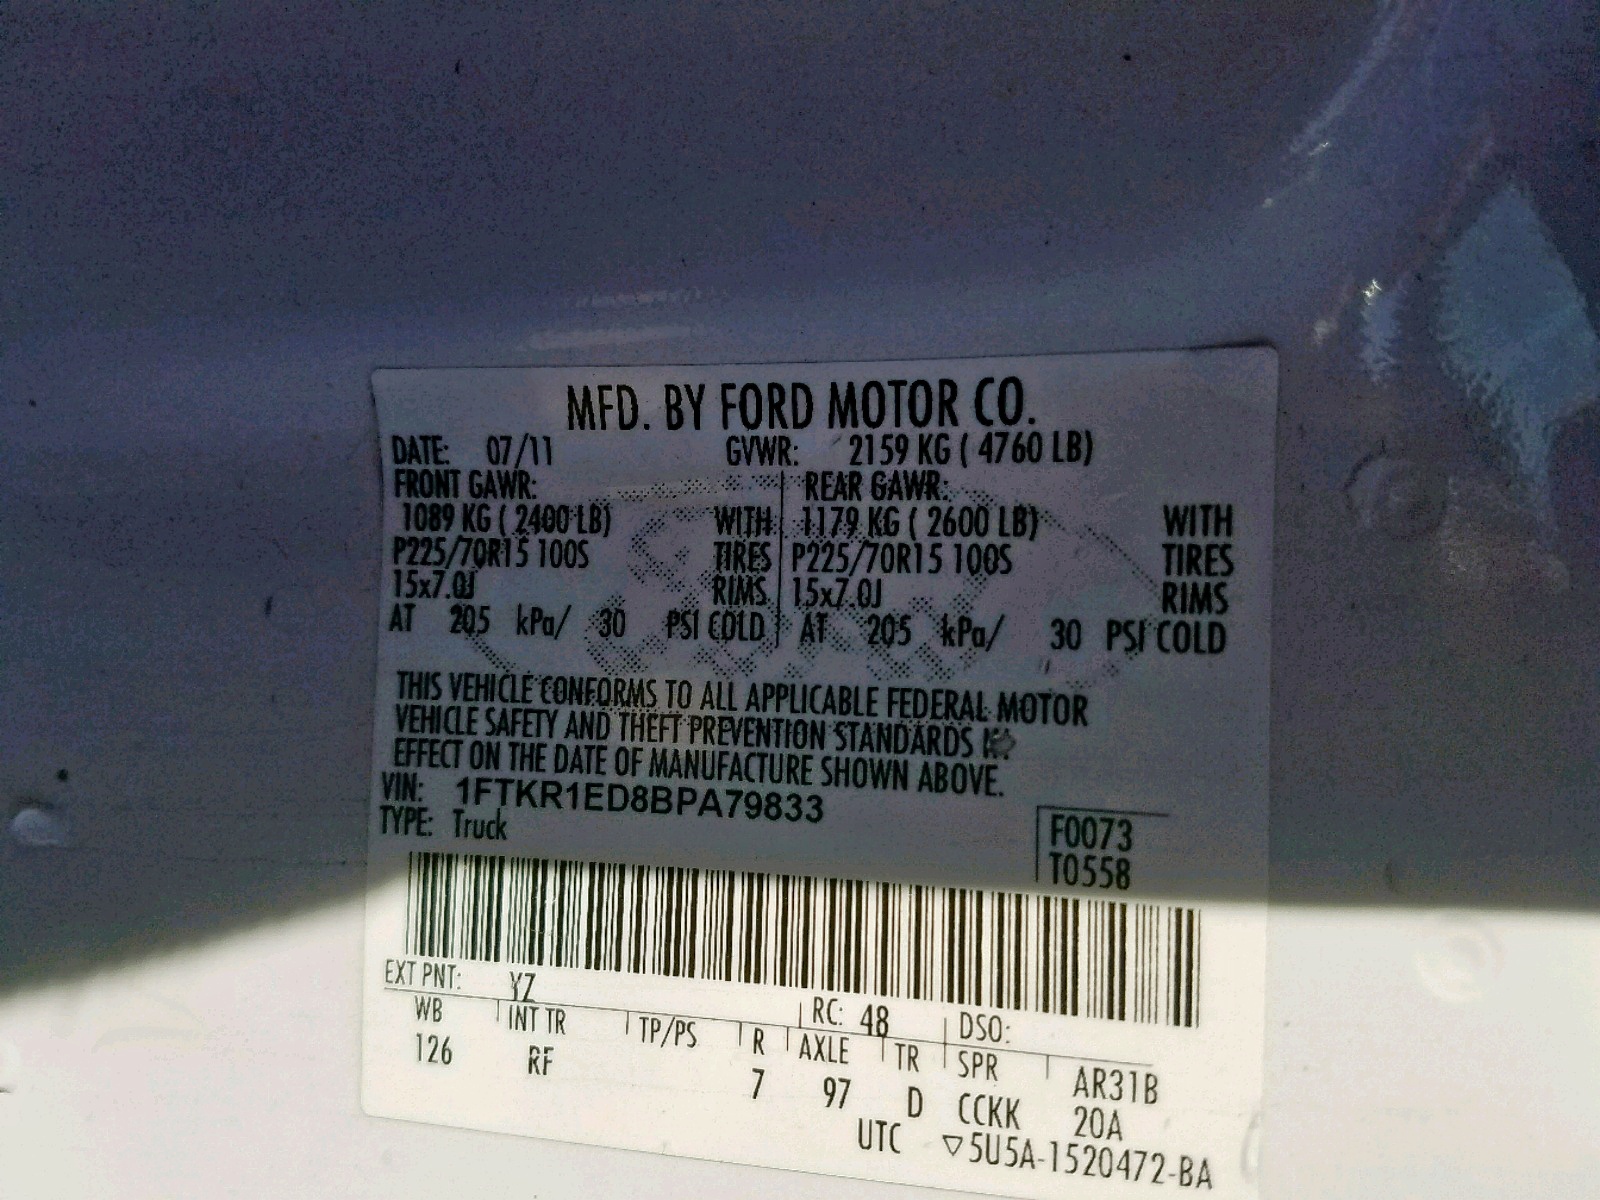 MFD. BY FORD MOTOR CO.
DATE: 07/11 GVWR: 2159 KG ( 4760 LB)
FRONT GAWR: REAR GAWR:
1089 KG ( 2400 LB) WITH 1179 KG ( 2600 LB) WITH
P225/70R15 100S TIRES P225/70R15 100S TIRES
15x7.0J RIMS 15x7.0J RIMS
AT 205 kPa/ 30 PSI COLD AT 205 kPa/ 30 PSI COLD
THIS VEHICLE CONFORMS TO ALL APPLICABLE FEDERAL MOTOR
VEHICLE SAFETY AND THEFT PREVENTION STANDARDS
EFFECT ON THE DATE OF MANUFACTURE SHOWN ABOVE.
VIN: 1FTKR1ED8BPA79833
TYPE: Truck
F0073
T0558
EXT PNT: YZ RC: 48 DSO:
WB INT TR TP/PS R AXLE TR SPR AR31B
126 RF 7 97 D CCKK 20A
UTC ▽5U5A-1520472-BA